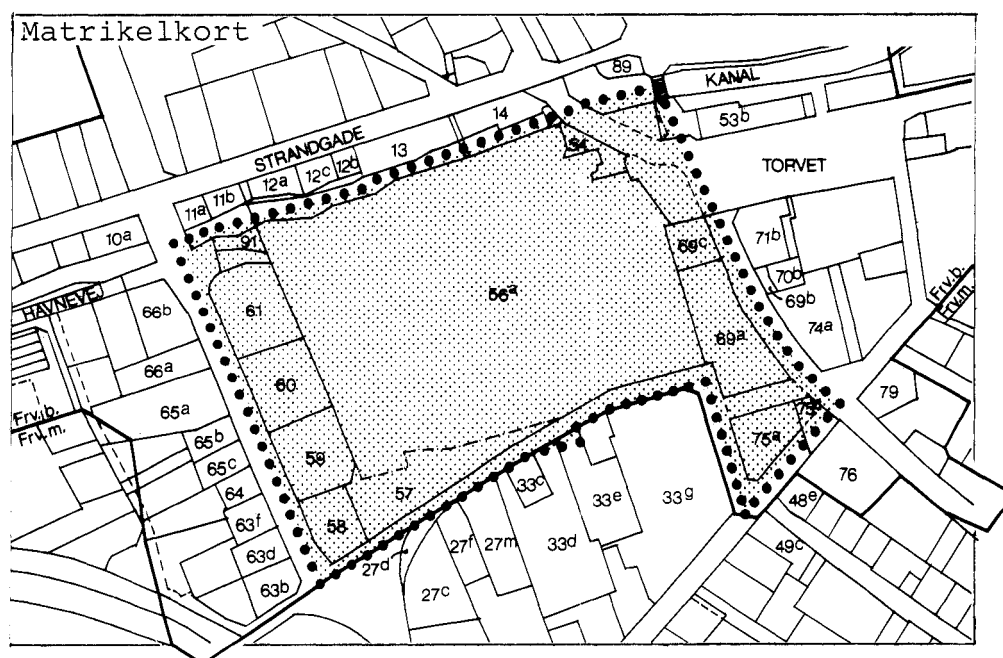 Matrikelkort
89
KANAL
14
53b
STRANDGADE
13
12b
12c
12a
TORVET
11b
11a
10a
91
69c
71b
56a
70b
69b
HAVNEVEJ
66b
61
69a
74a
Frv.b.
Frv.m.
66a
60
79
65a
Frv.b.
Frv.m.
75a
65b
59
65c
76
57
33c
64
58
33e
33g
48e
63f
27f
27m
33d
49c
63d
27d
63b
27c